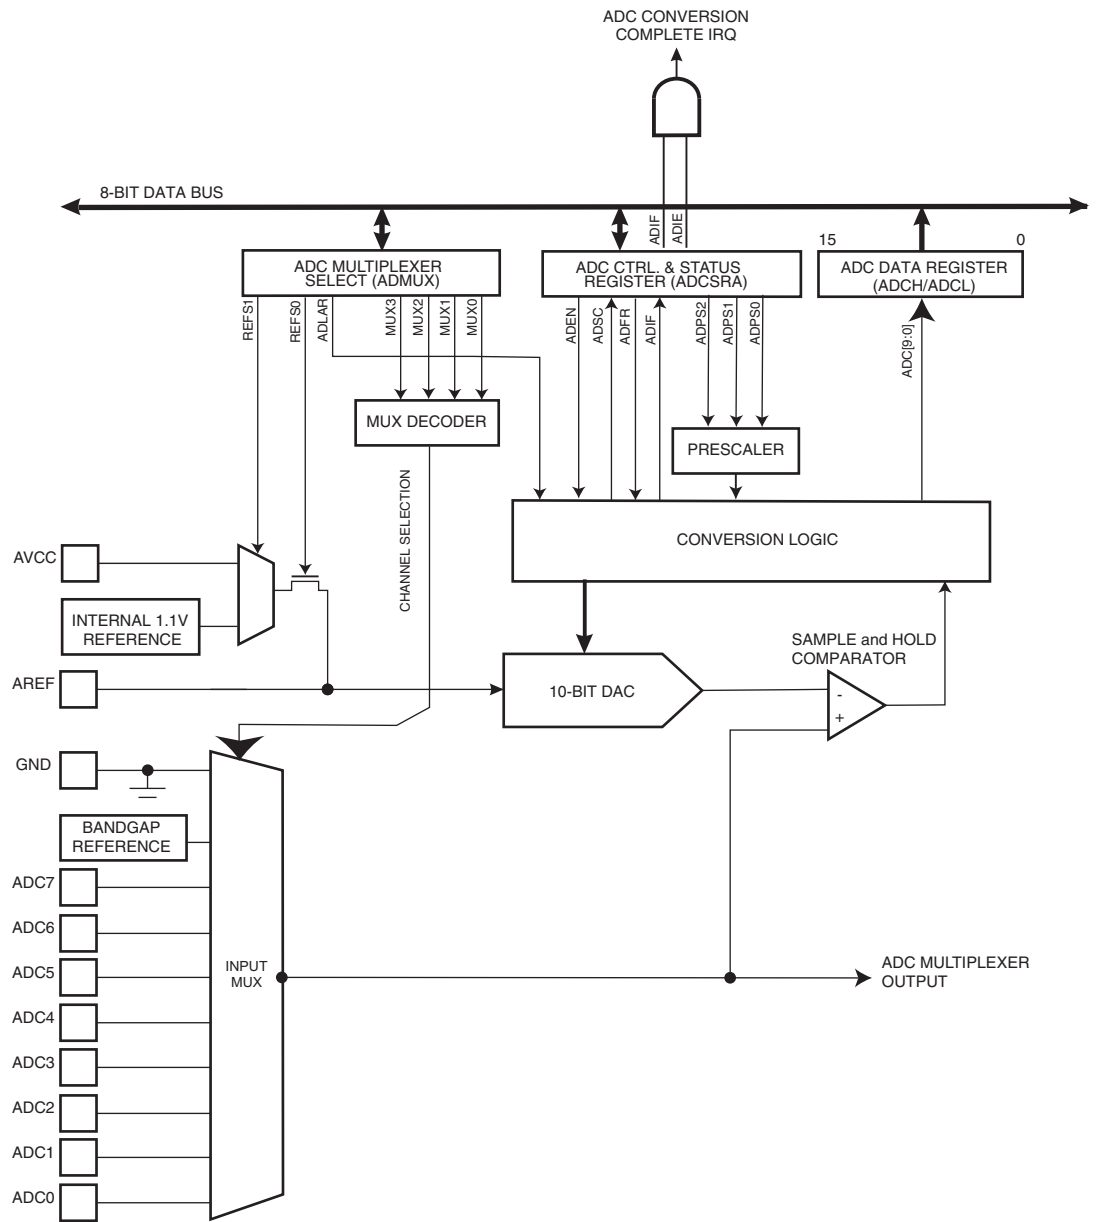 ADC CONVERSION
COMPLETE IRQ
8-BIT DATA BUS
ADIF
ADIE
15
0
ADC MULTIPLEXER
SELECT (ADMUX)
ADC CTRL. & STATUS
REGISTER (ADCSRA)
ADC DATA REGISTER
(ADCH/ADCL)
REFS1
REFS0
ADLAR
MUX3
MUX2
MUX1
MUX0
ADEN
ADSC
ADFR
ADIF
ADPS2
ADPS1
ADPS0
ADC[9:0]
MUX DECODER
PRESCALER
CHANNEL SELECTION
CONVERSION LOGIC
AVCC
INTERNAL 1.1V
REFERENCE
SAMPLE and HOLD
COMPARATOR
AREF
10-BIT DAC
-
+
GND
BANDGAP
REFERENCE
ADC7
ADC6
ADC5
INPUT
MUX
ADC MULTIPLEXER
OUTPUT
ADC4
ADC3
ADC2
ADC1
ADC0